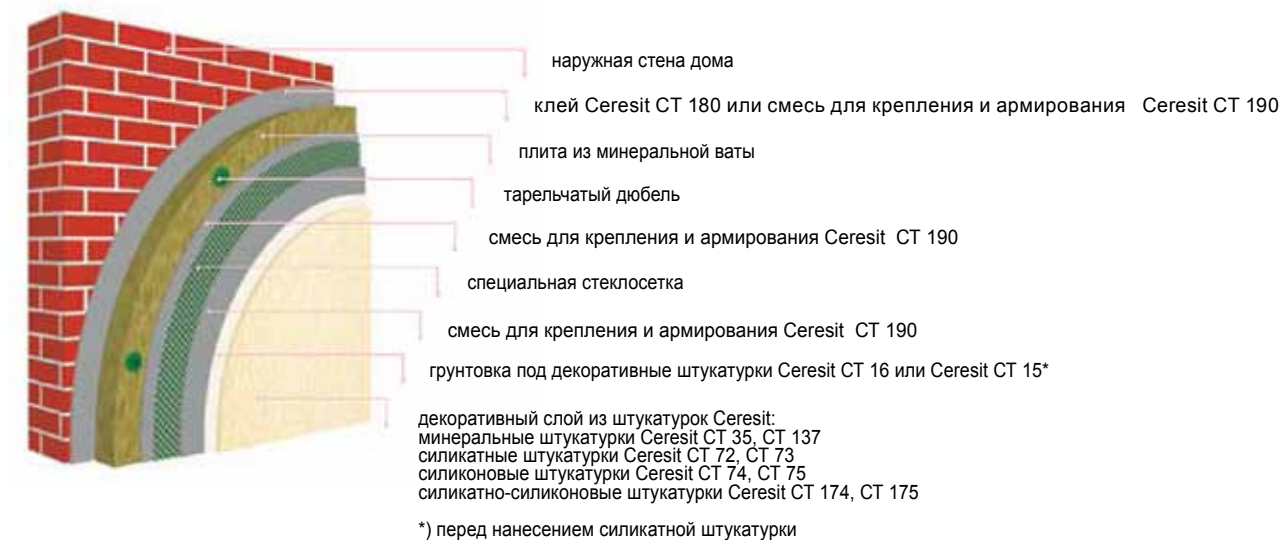 наружная стена дома
клей Ceresit CT 180 или смесь для крепления и армирования Ceresit CT 190
плита из минеральной ваты
тарельчатый дюбель
смесь для крепления и армирования Ceresit CT 190
специальная стеклосетка
смесь для крепления и армирования Ceresit CT 190
грунтовка под декоративные штукатурки Ceresit CT 16 или Ceresit CT 15*
декоративный слой из штукатурок Ceresit:
минеральные штукатурки Ceresit CT 35, CT 137
силикатные штукатурки Ceresit CT 72, CT 73
силиконовые штукатурки Ceresit CT 74, CT 75
силикатно-силиконовые штукатурки Ceresit CT 174, CT 175
*) перед нанесением силикатной штукатурки